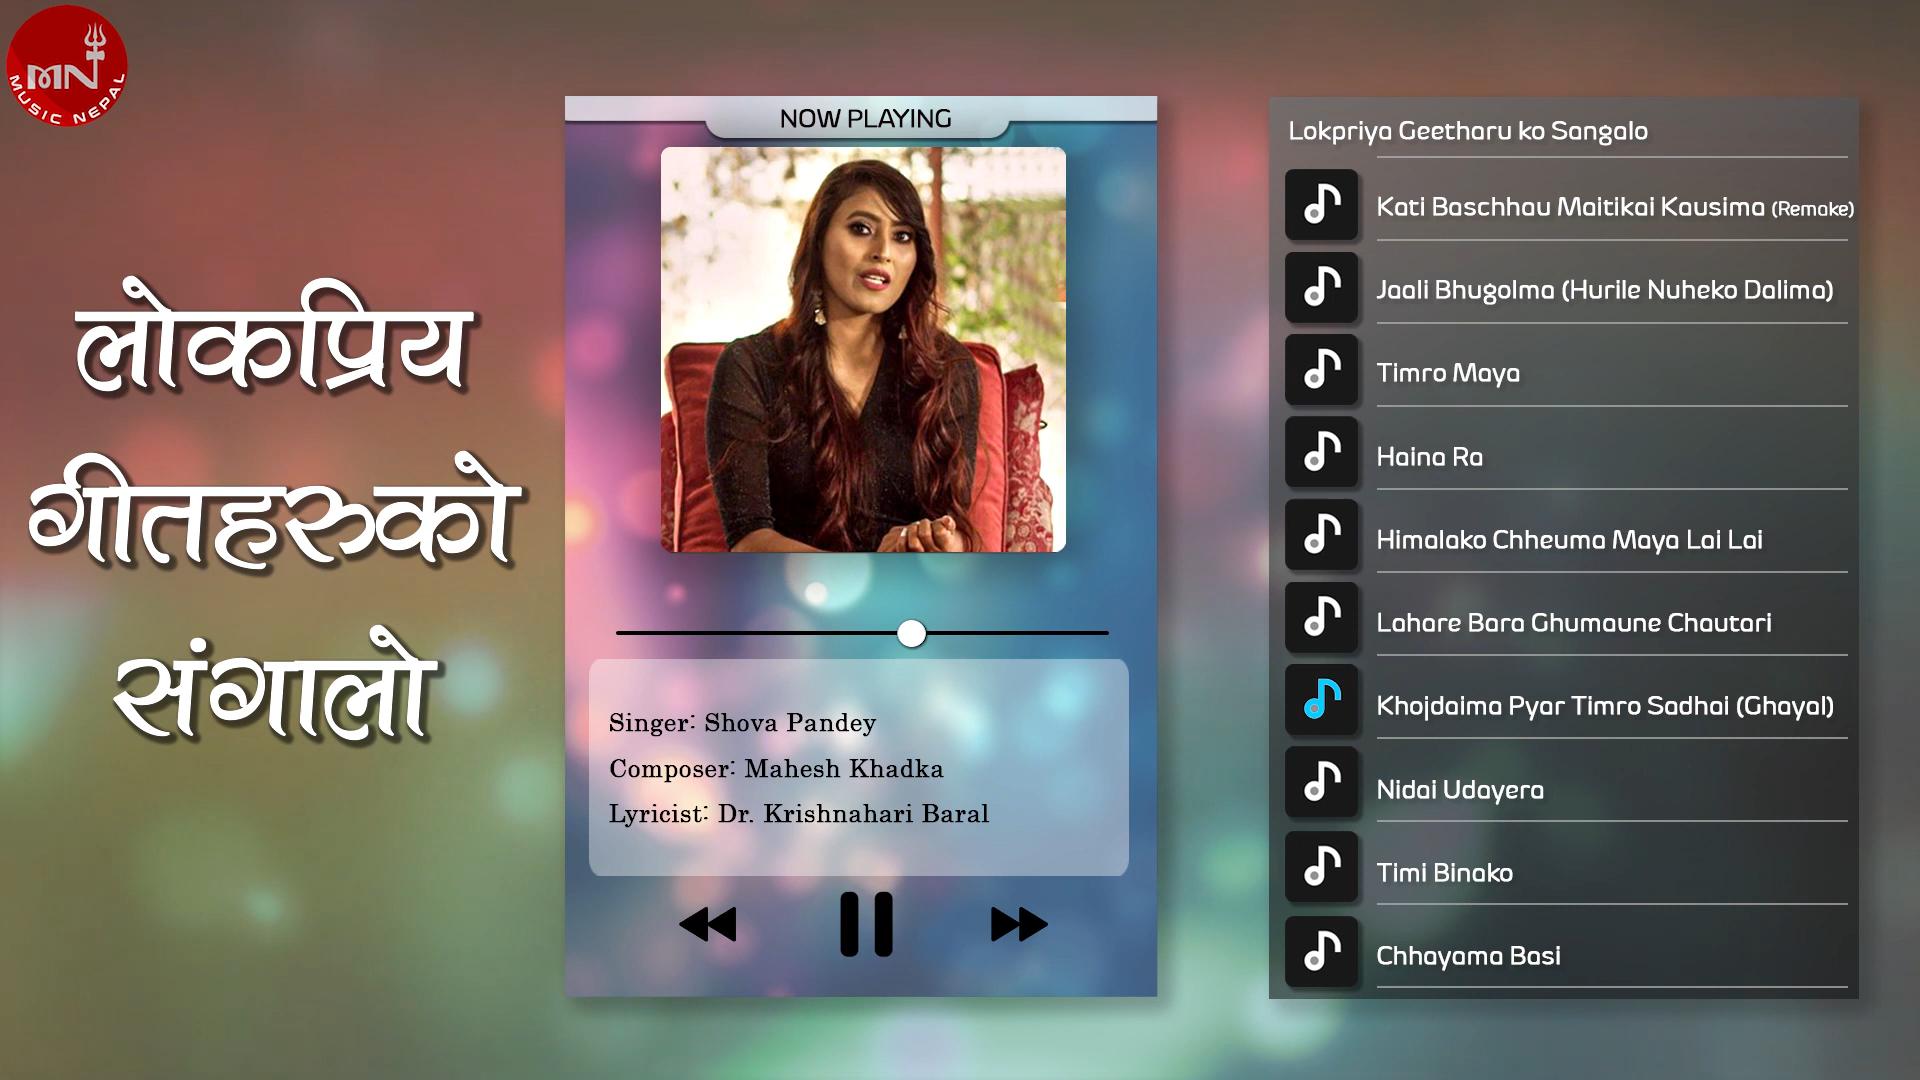 MN
MUSIC NEPAL
लोकप्रिय
गीतहरुको
संगालो
NOW PLAYING
Singer: Shova Pandey
Composer: Mahesh Khadka
Lyricist: Dr. Krishnahari Baral
Lokpriya Geetharu ko Sangalo
Kati Baschhau Maitikai Kausima (Remake)
Jaali Bhugolma (Hurile Nuheko Dalima)
Timro Maya
Haina Ra
Himalako Chheuma Maya Lai Lai
Lahare Bara Ghumaune Chautari
Khojdaima Pyar Timro Sadhai (Ghayal)
Nidai Udayera
Timi Binako
Chhayama Basi